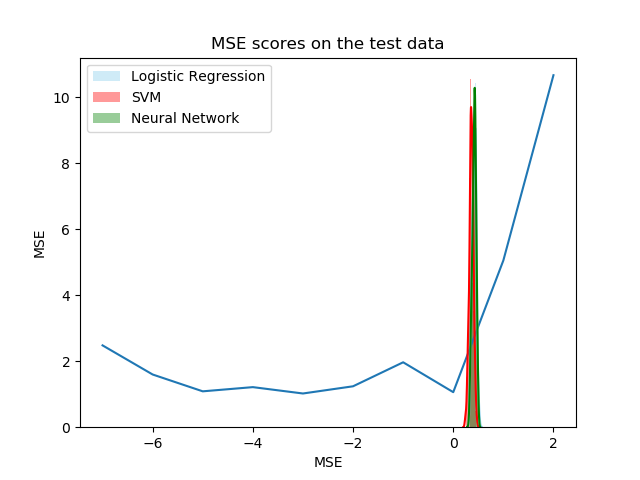 MSE scores on the test data
Logistic Regression
SVM
Neural Network
MSE
10
8
6
4
2
0
−6
−4
−2
0
2
MSE